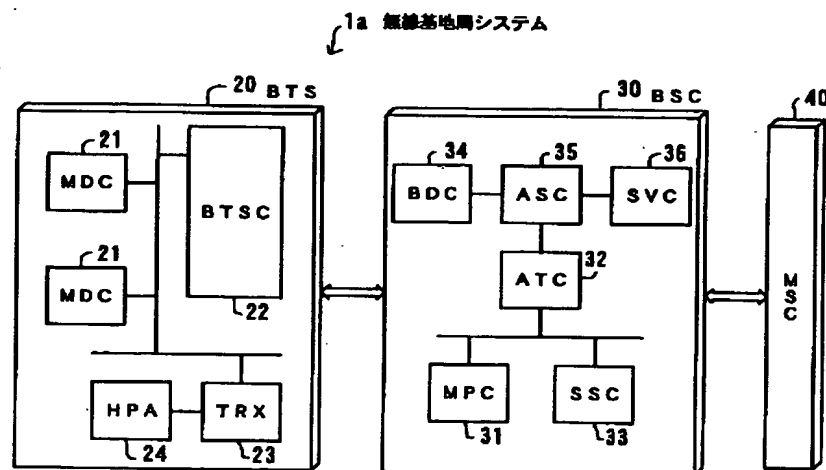 1a 無線基地局システム
20 BTS
30 BSC
40
21
MDC
BTSC
22
21
MDC
HPA
24
TRX
23
34
BDC
35
ASC
36
SVC
ATC
32
MPC
31
SSC
33
MSC